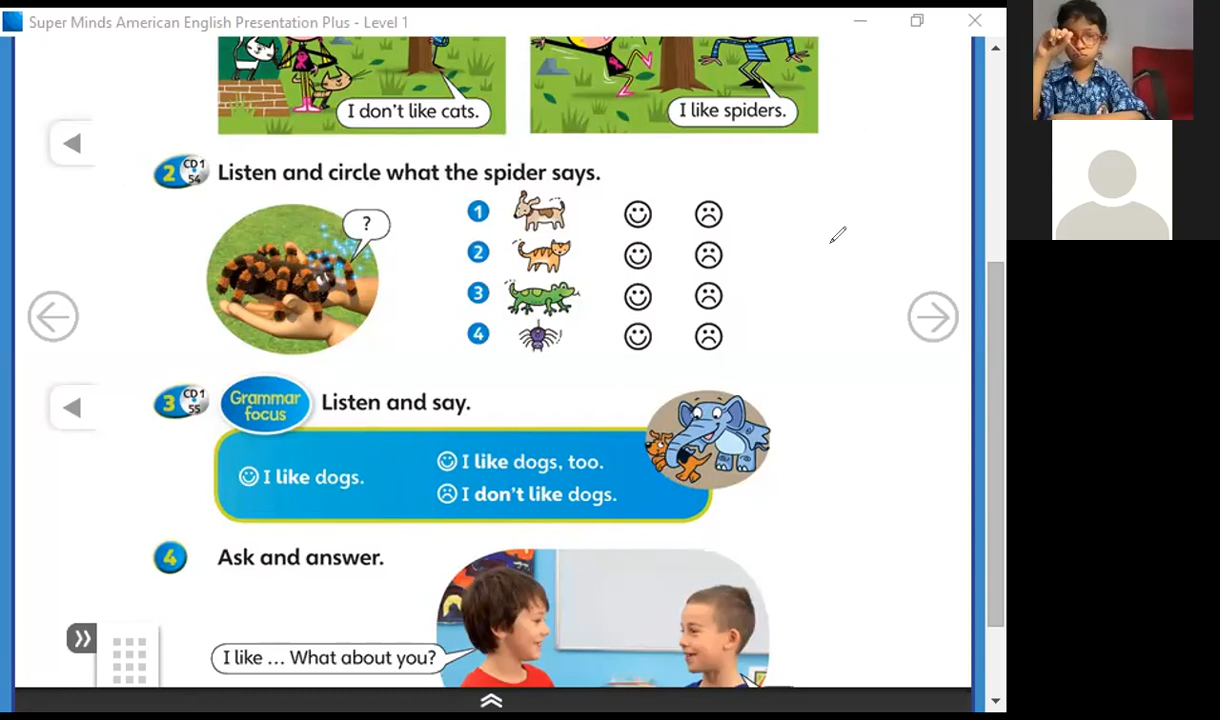 Super Minds American English Presentation Plus - Level 1
I don't like cats.
I like spiders.
2 CD1 54 Listen and circle what the spider says.
?
1
2
3
4
3 CD1 55 Grammar focus Listen and say.
I like dogs.
I like dogs, too.
I don't like dogs.
4 Ask and answer.
I like ... What about you?